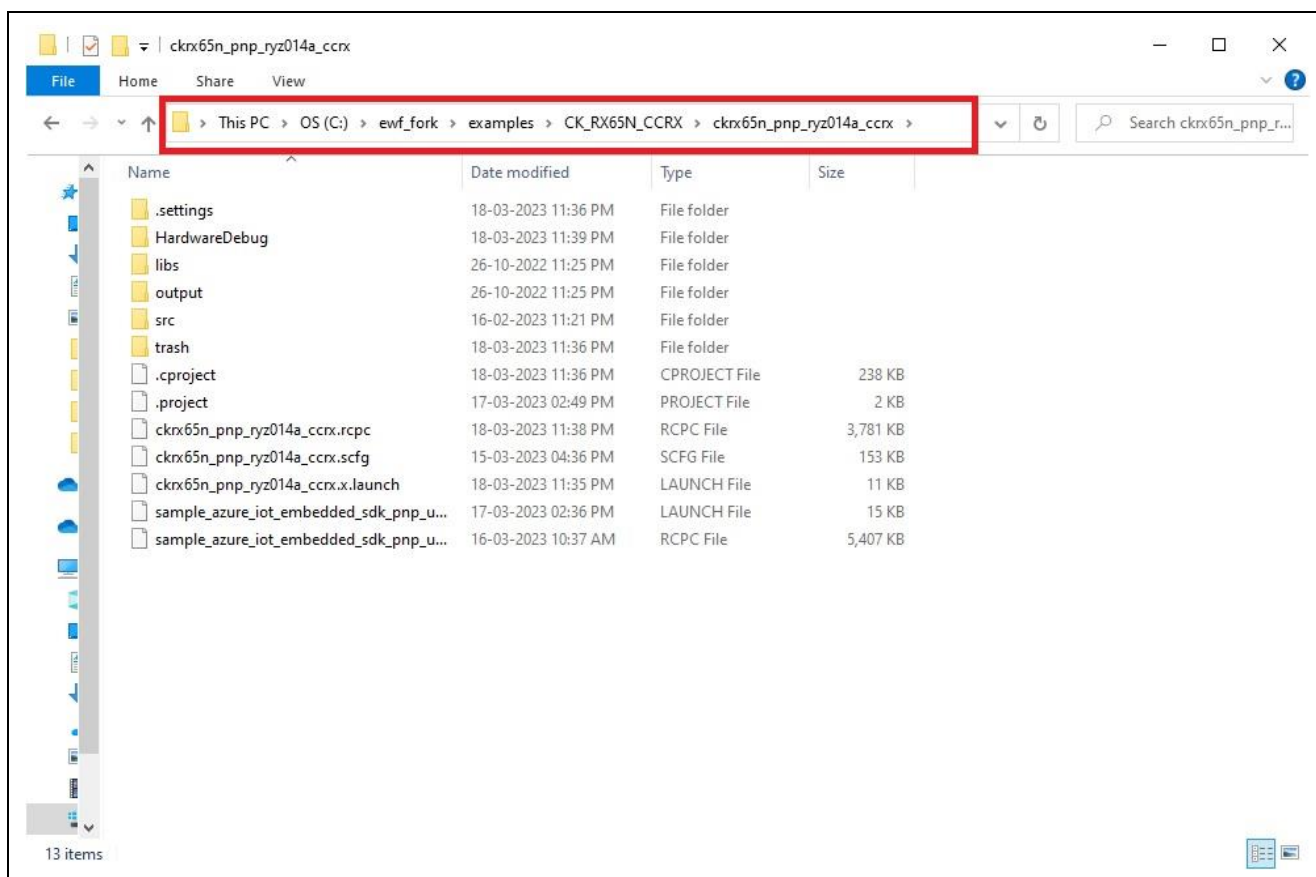 ckrx65n_pnp_ryz014a_ccrx
File Home Share View
This PC > OS (C:) > ewf_fork > examples > CK_RX65N_CCRX > ckrx65n_pnp_ryz014a_ccrx >
Search ckrx65n_pnp_r...
Name Date modified Type Size
.settings 18-03-2023 11:36 PM File folder
HardwareDebug 18-03-2023 11:39 PM File folder
libs 26-10-2022 11:25 PM File folder
output 26-10-2022 11:25 PM File folder
src 16-02-2023 11:21 PM File folder
trash 18-03-2023 11:36 PM File folder
.cproject 18-03-2023 11:36 PM CPROJECT File 238 KB
.project 17-03-2023 02:49 PM PROJECT File 2 KB
ckrx65n_pnp_ryz014a_ccrx.rcpc 18-03-2023 11:38 PM RCPC File 3,781 KB
ckrx65n_pnp_ryz014a_ccrx.scfg 15-03-2023 04:36 PM SCFG File 153 KB
ckrx65n_pnp_ryz014a_ccrx.x.launch 18-03-2023 11:35 PM LAUNCH File 11 KB
sample_azure_iot_embedded_sdk_pnp_u... 17-03-2023 02:36 PM LAUNCH File 15 KB
sample_azure_iot_embedded_sdk_pnp_u... 16-03-2023 10:37 AM RCPC File 5,407 KB
13 items